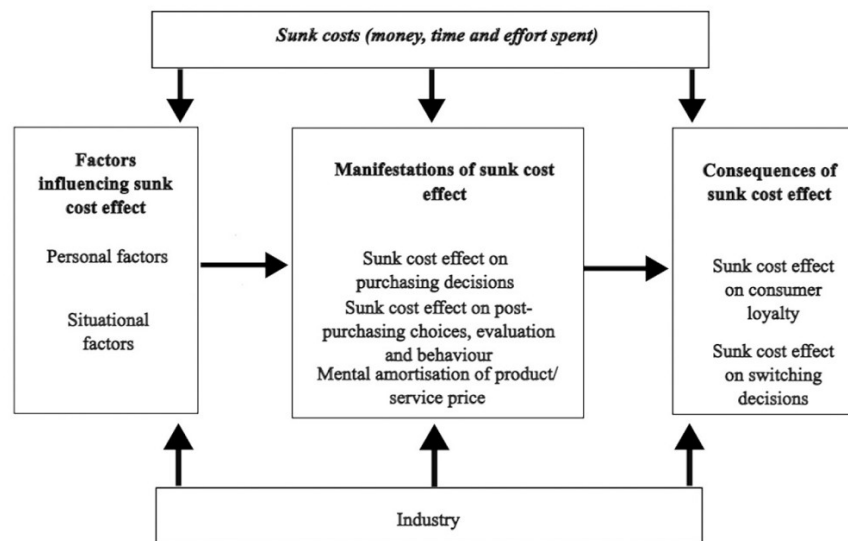 Sunk costs (money, time and effort spent)
Factors
influencing sunk
cost effect
Personal factors
Situational
factors
Manifestations of sunk cost
effect
Sunk cost effect on
purchasing decisions
Sunk cost effect on post-
purchasing choices, evaluation
and behaviour
Mental amortisation of product/
service price
Consequences of
sunk cost effect
Sunk cost effect
on consumer
loyalty
Sunk cost effect
on switching
decisions
Industry